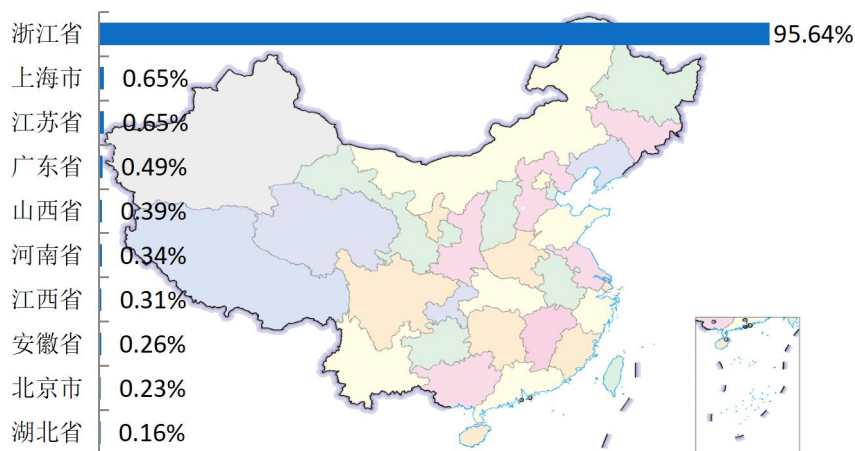 浙江省 95.64%
上海市 0.65%
江苏省 0.65%
广东省 0.49%
山西省 0.39%
河南省 0.34%
江西省 0.31%
安徽省 0.26%
北京市 0.23%
湖北省 0.16%